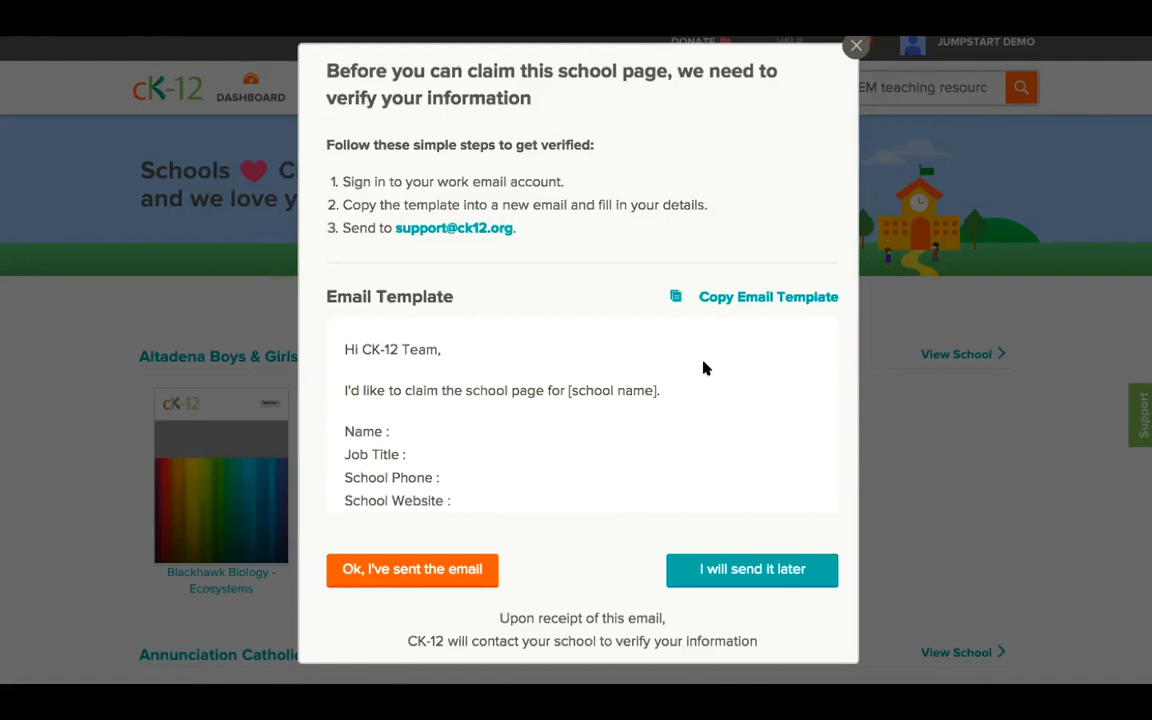 DONATE
HELP
JUMPSTART DEMO
cK-12
DASHBOARD
EM teaching resourc
Schools
and we love y
Before you can claim this school page, we need to
verify your information
Follow these simple steps to get verified:
1. Sign in to your work email account.
2. Copy the template into a new email and fill in your details.
3. Send to support@ck12.org.
Email Template
Copy Email Template
Hi CK-12 Team,
I'd like to claim the school page for [school name].
Name :
Job Title :
School Phone :
School Website :
Ok, I've sent the email
I will send it later
Upon receipt of this email,
CK-12 will contact your school to verify your information
Altadena Boys & Girls
View School
cK-12
Blackhawk Biology -
Ecosystems
Annunciation Catholic
View School
Support